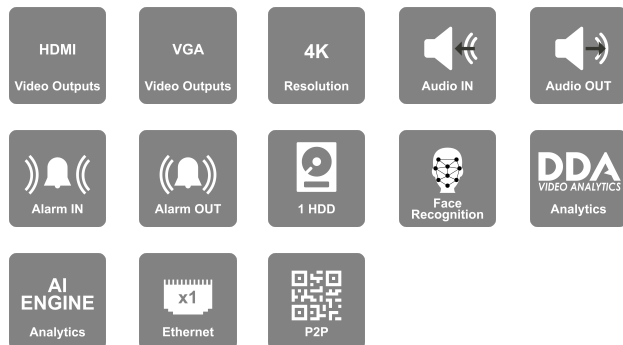 HDMI
Video Outputs
VGA
Video Outputs
4K
Resolution
Audio IN
Audio OUT
Alarm IN
Alarm OUT
1 HDD
Face
Recognition
DDA
VIDEO ANALYTICS
Analytics
AI
ENGINE
Analytics
x1
Ethernet
P2P